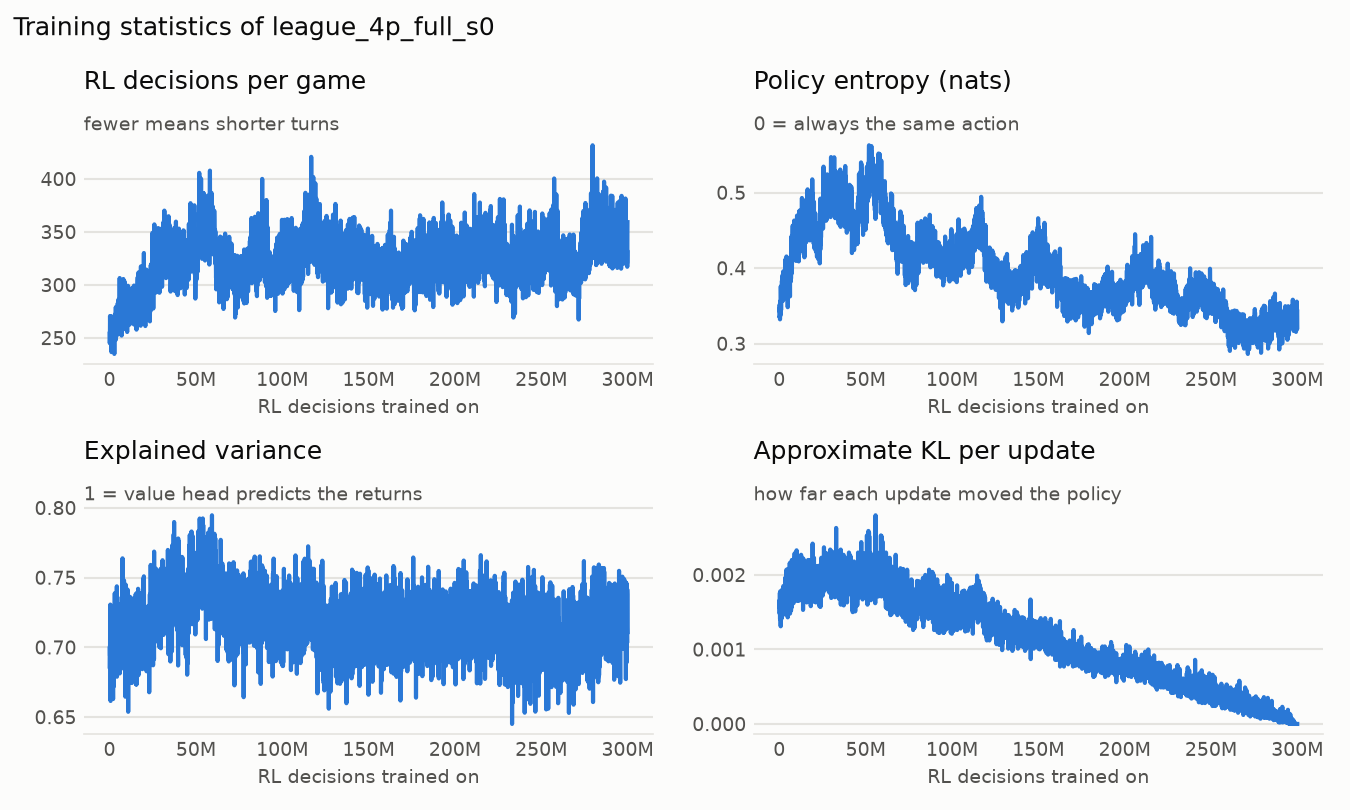 Training statistics of league_4p_full_s0
RL decisions per game
fewer means shorter turns
400
350
300
250
0 50M 100M 150M 200M 250M 300M
RL decisions trained on
Policy entropy (nats)
0 = always the same action
0.5
0.4
0.3
0 50M 100M 150M 200M 250M 300M
RL decisions trained on
Explained variance
1 = value head predicts the returns
0.80
0.75
0.70
0.65
0 50M 100M 150M 200M 250M 300M
RL decisions trained on
Approximate KL per update
how far each update moved the policy
0.002
0.001
0.000
0 50M 100M 150M 200M 250M 300M
RL decisions trained on